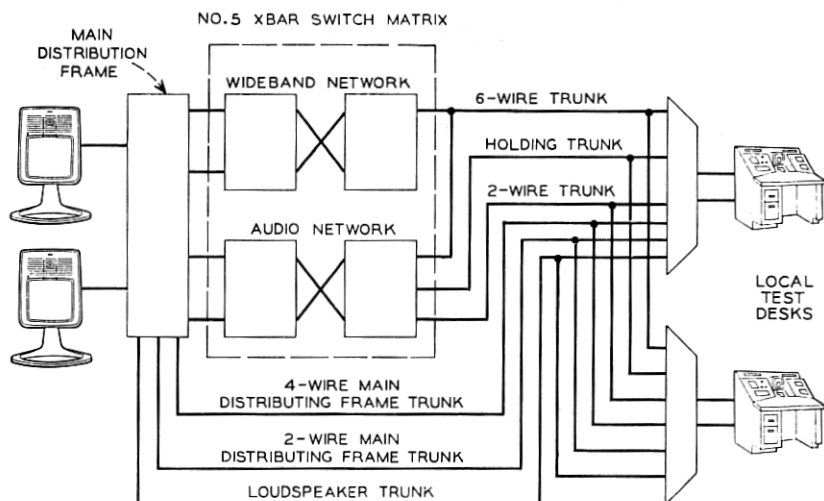 NO.5 XBAR SWITCH MATRIX
MAIN
DISTRIBUTION
FRAME
WIDEBAND NETWORK
6-WIRE TRUNK
HOLDING TRUNK
2-WIRE TRUNK
AUDIO NETWORK
LOCAL
TEST
DESKS
4-WIRE MAIN
DISTRIBUTING FRAME TRUNK
2-WIRE MAIN
DISTRIBUTING FRAME TRUNK
LOUDSPEAKER TRUNK